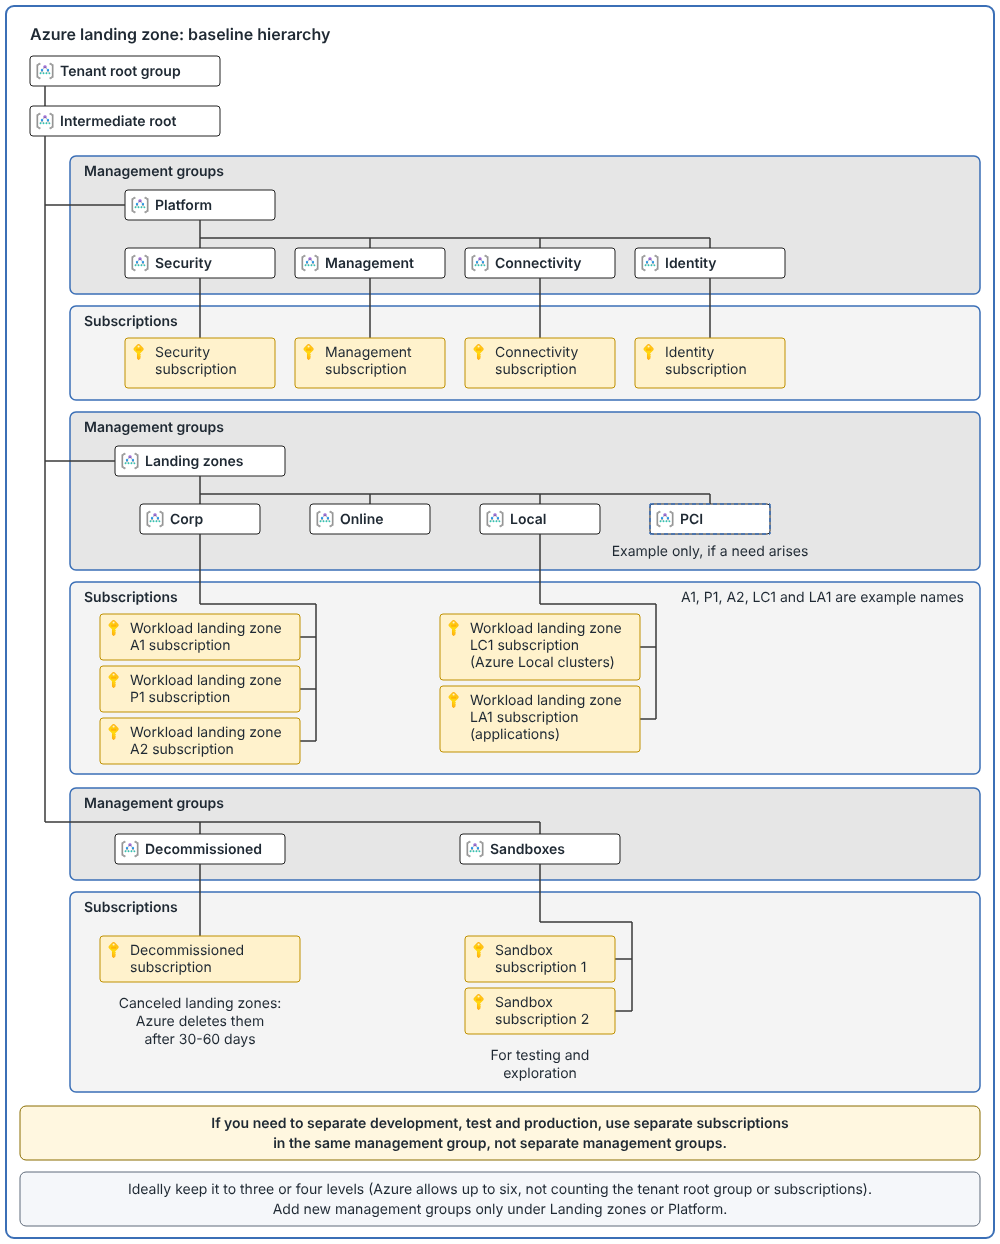 Azure landing zone: baseline hierarchy
Tenant root group
Intermediate root
Management groups
Platform
Security
Management
Connectivity
Identity
Subscriptions
Security
subscription
Management
subscription
Connectivity
subscription
Identity
subscription
Management groups
Landing zones
Corp
Online
Local
PCI
Example only, if a need arises
Subscriptions
A1, P1, A2, LC1 and LA1 are example names
Workload landing zone
A1 subscription
Workload landing zone
P1 subscription
Workload landing zone
A2 subscription
Workload landing zone
LC1 subscription
(Azure Local clusters)
Workload landing zone
LA1 subscription
(applications)
Management groups
Decommissioned
Sandboxes
Subscriptions
Decommissioned
subscription
Canceled landing zones:
Azure deletes them
after 30-60 days
Sandbox
subscription 1
Sandbox
subscription 2
For testing and
exploration
If you need to separate development, test and production, use separate subscriptions
in the same management group, not separate management groups.
Ideally keep it to three or four levels (Azure allows up to six, not counting the tenant root group or subscriptions).
Add new management groups only under Landing zones or Platform.